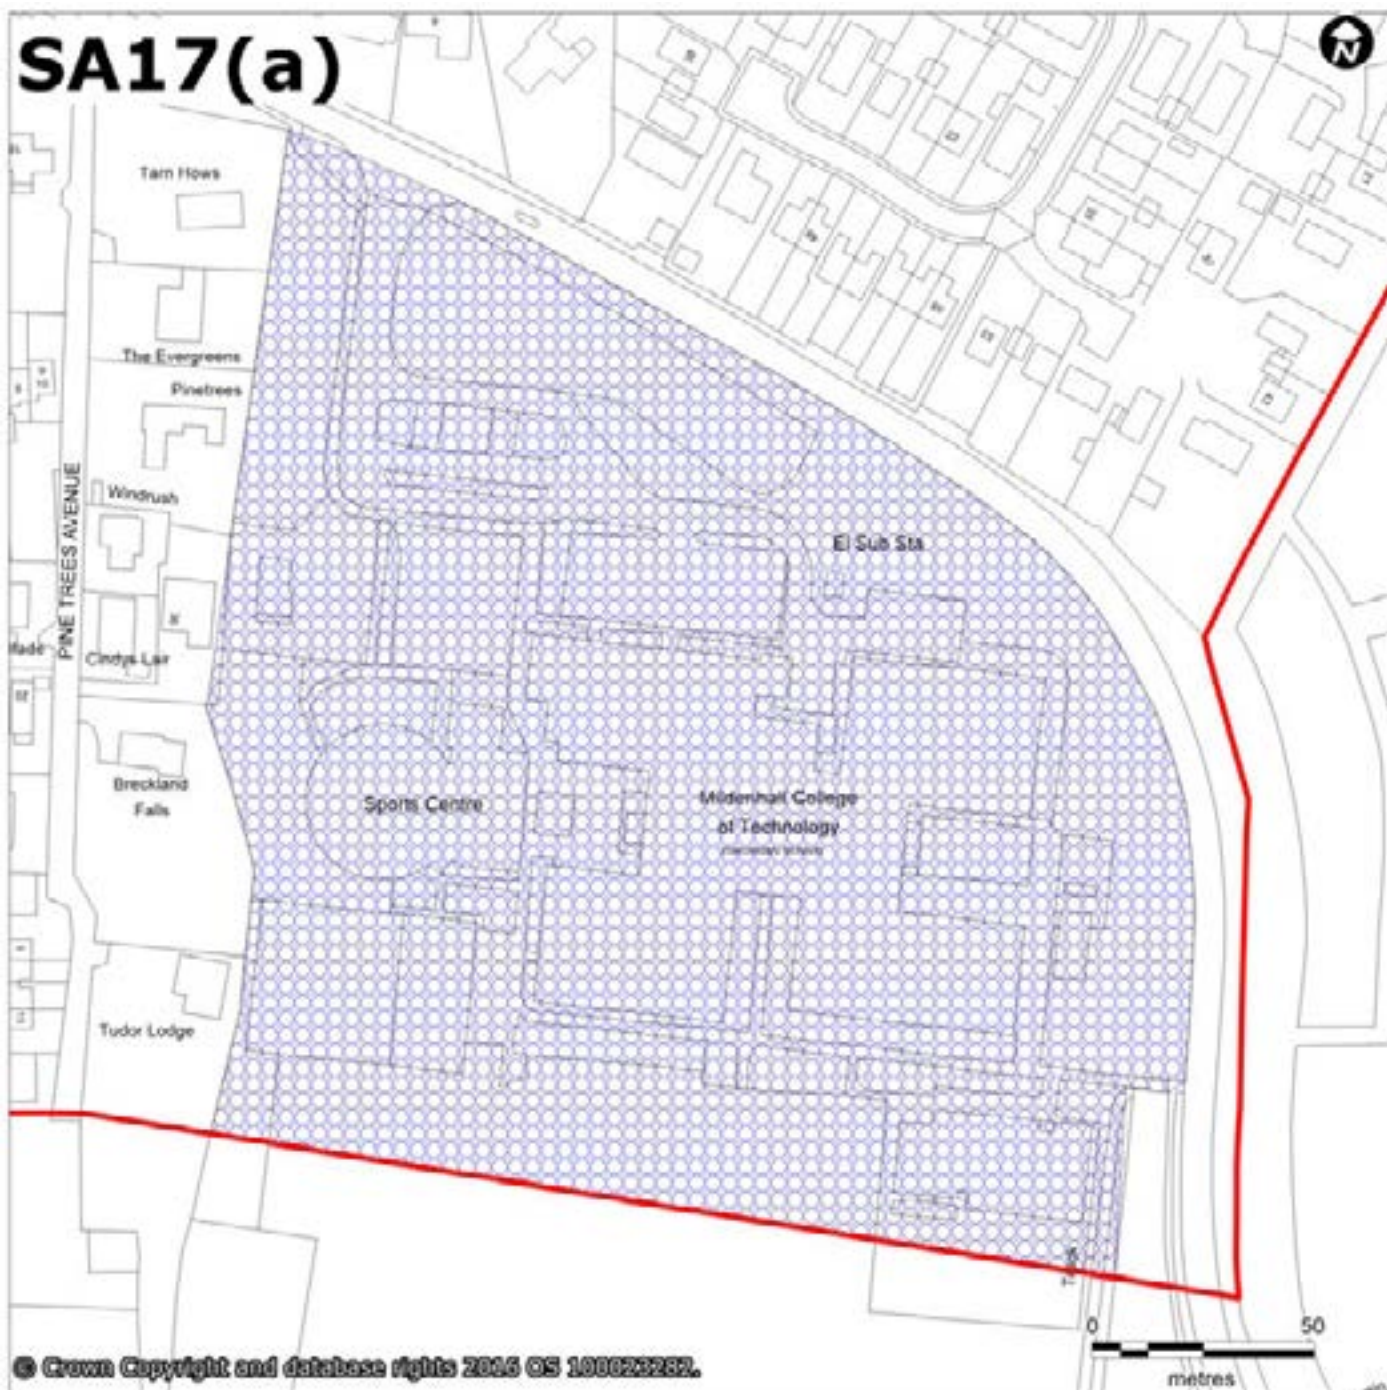 SA17(a)
N
Tarn Hows
The Evergreens
Pinetrees
Windrush
PINE TREES AVENUE
El Sub Sta
Cindys Lair
Breckland
Falls
Sports Centre
Mildenhall College
of Technology
Tudor Lodge
0 50
metres
© Crown Copyright and database rights 2016 OS 100023282.